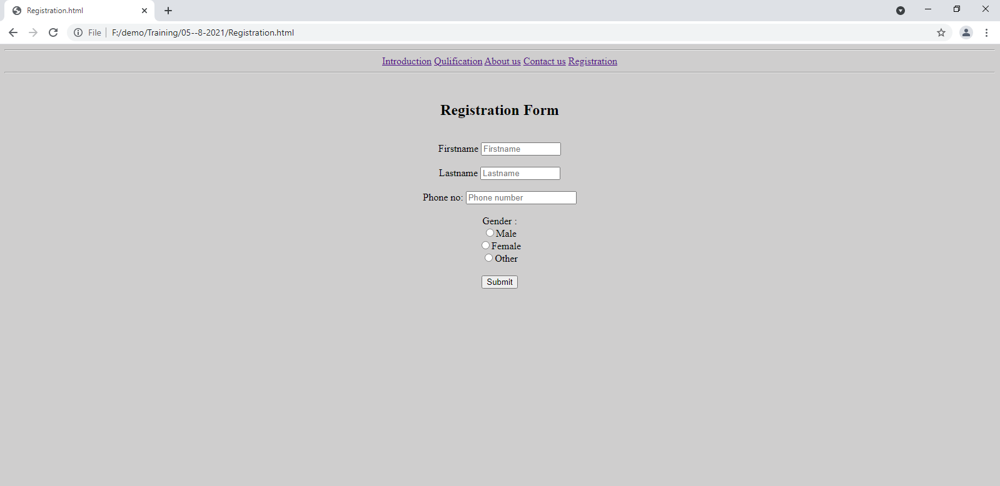 Registration.html
File F:/demo/Training/05--8-2021/Registration.html
Introduction Qulification About us Contact us Registration
Registration Form
Firstname Firstname
Lastname Lastname
Phone no: Phone number
Gender :
Male
Female
Other
Submit